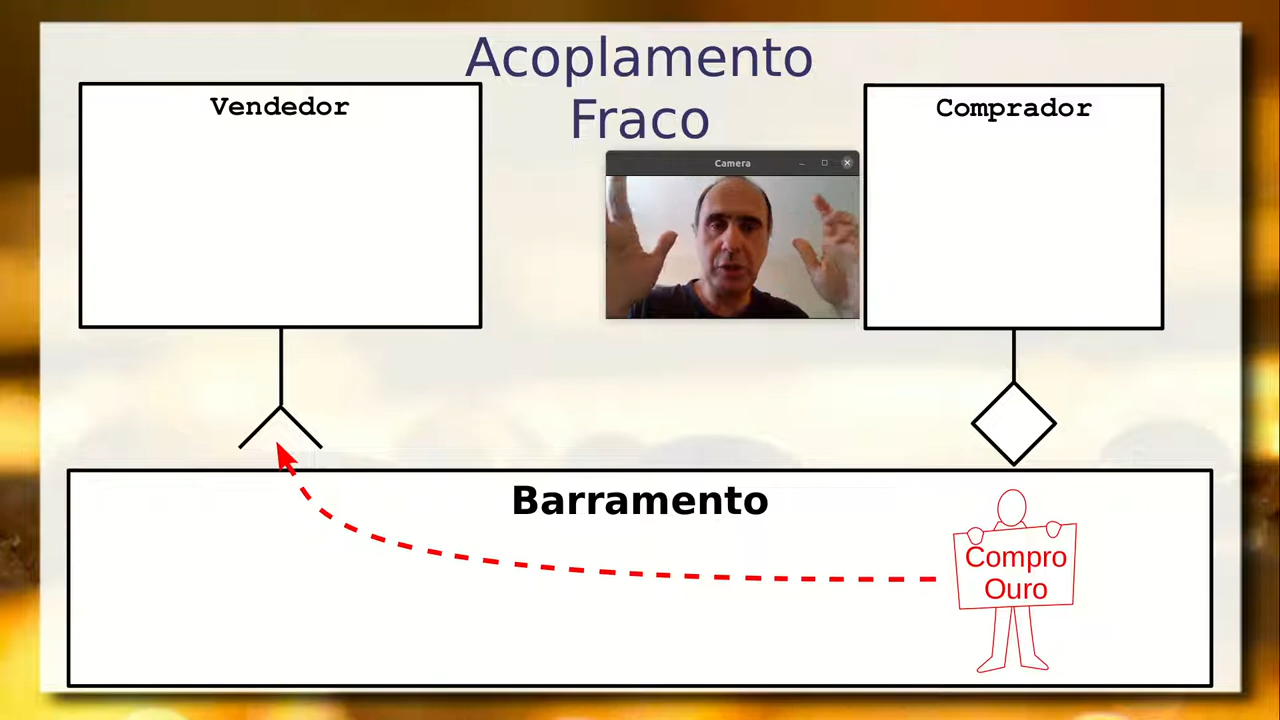 Acoplamento
Fraco
Vendedor
Comprador
Camera
Barramento
Compro
Ouro